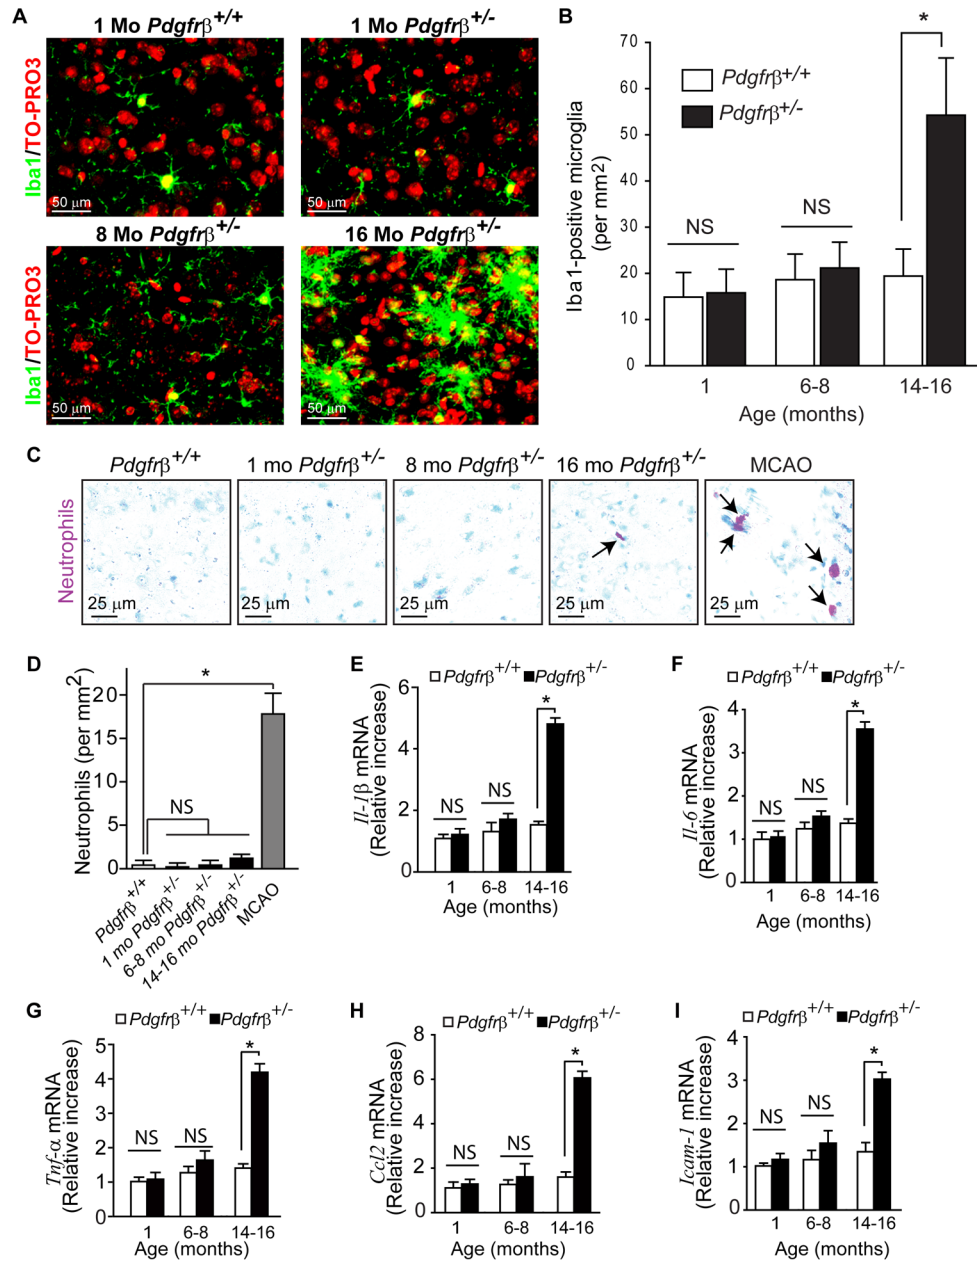 A
1 Mo Pdgfrβ+/+
1 Mo Pdgfrβ+/-
Iba1/TO-PRO3
50 μm
50 μm
8 Mo Pdgfrβ+/-
16 Mo Pdgfrβ+/-
Iba1/TO-PRO3
50 μm
50 μm
B
*
70
60
50
40
30
20
10
0
Iba1-positive microglia
(per mm2)
Pdgfrβ+/+
Pdgfrβ+/-
NS
NS
1
6-8
14-16
Age (months)
C
Pdgfrβ+/+
1 mo Pdgfrβ+/-
8 mo Pdgfrβ+/-
16 mo Pdgfrβ+/-
MCAO
Neutrophils
25 μm
25 μm
25 μm
25 μm
25 μm
D
Neutrophils (per mm2)
20
15
10
5
0
*
NS
Pdgfrβ+/+
1 mo Pdgfrβ+/-
6-8 mo Pdgfrβ+/-
14-16 mo Pdgfrβ+/-
MCAO
E
Pdgfrβ+/+
Pdgfrβ+/-
Il-1β mRNA
(Relative increase)
6
4
2
0
NS
NS
*
1
6-8
14-16
Age (months)
F
Pdgfrβ+/+
Pdgfrβ+/-
Il-6 mRNA
(Relative increase)
4
3
2
1
0
NS
NS
*
1
6-8
14-16
Age (months)
G
Pdgfrβ+/+
Pdgfrβ+/-
Tnf-α mRNA
(Relative increase)
5
4
3
2
1
0
NS
NS
*
1
6-8
14-16
Age (months)
H
Pdgfrβ+/+
Pdgfrβ+/-
Ccl2 mRNA
(Relative increase)
8
6
4
2
0
NS
NS
*
1
6-8
14-16
Age (months)
I
Pdgfrβ+/+
Pdgfrβ+/-
Icam-1 mRNA
(Relative increase)
4
3
2
1
0
NS
NS
*
1
6-8
14-16
Age (months)